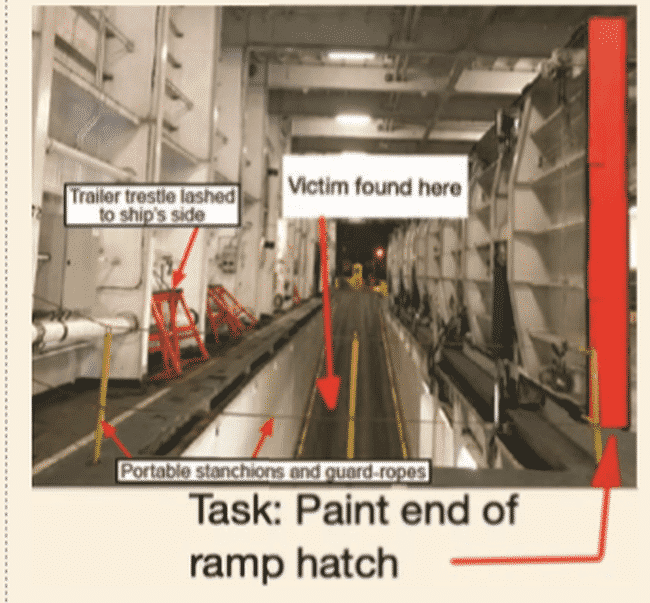 Trailer trestle lashed
to ship's side
Victim found here
Portable stanchions and guard-ropes
Task: Paint end of
ramp hatch